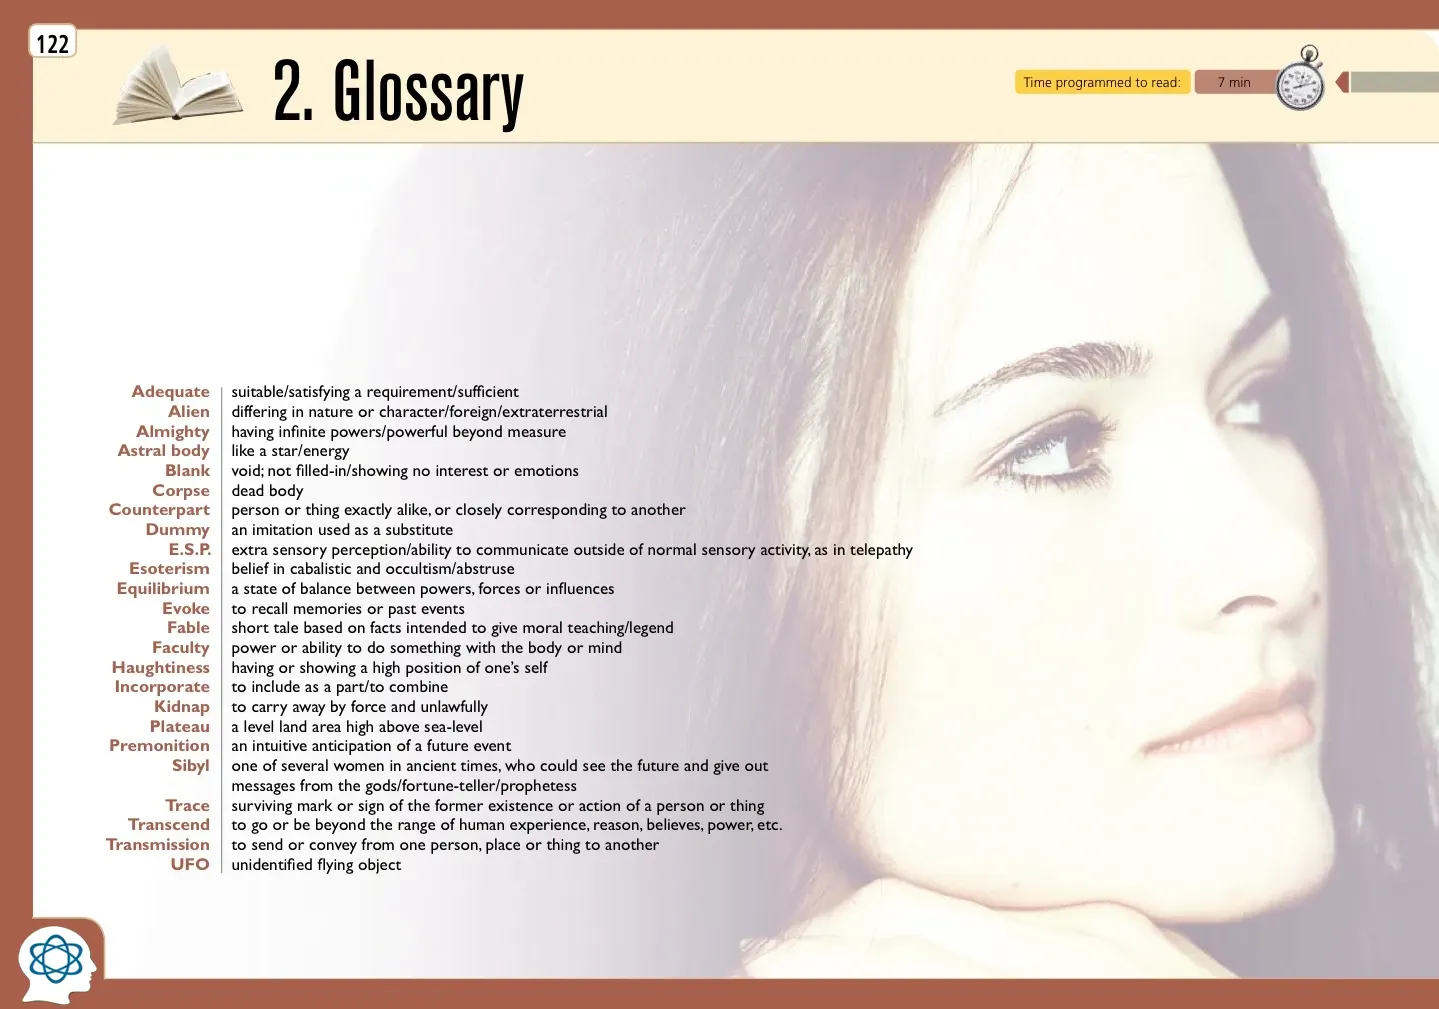 122
2. Glossary
Time programmed to read: 7 min
Adequate suitable/satisfying a requirement/sufficient
Alien differing in nature or character/foreign/extraterrestrial
Almighty having infinite powers/powerful beyond measure
Astral body like a star/energy
Blank void; not filled-in/showing no interest or emotions
Corpse dead body
Counterpart person or thing exactly alike, or closely corresponding to another
Dummy an imitation used as a substitute
E.S.P. extra sensory perception/ability to communicate outside of normal sensory activity, as in telepathy
Esoterism belief in cabalistic and occultism/abstruse
Equilibrium a state of balance between powers, forces or influences
Evoke to recall memories or past events
Fable short tale based on facts intended to give moral teaching/legend
Faculty power or ability to do something with the body or mind
Haughtiness having or showing a high position of one's self
Incorporate to include as a part/to combine
Kidnap to carry away by force and unlawfully
Plateau a level land area high above sea-level
Premonition an intuitive anticipation of a future event
Sibyl one of several women in ancient times, who could see the future and give out
messages from the gods/fortune-teller/prophetess
Trace surviving mark or sign of the former existence or action of a person or thing
Transcend to go or be beyond the range of human experience, reason, believes, power, etc.
Transmission to send or convey from one person, place or thing to another
UFO unidentified flying object